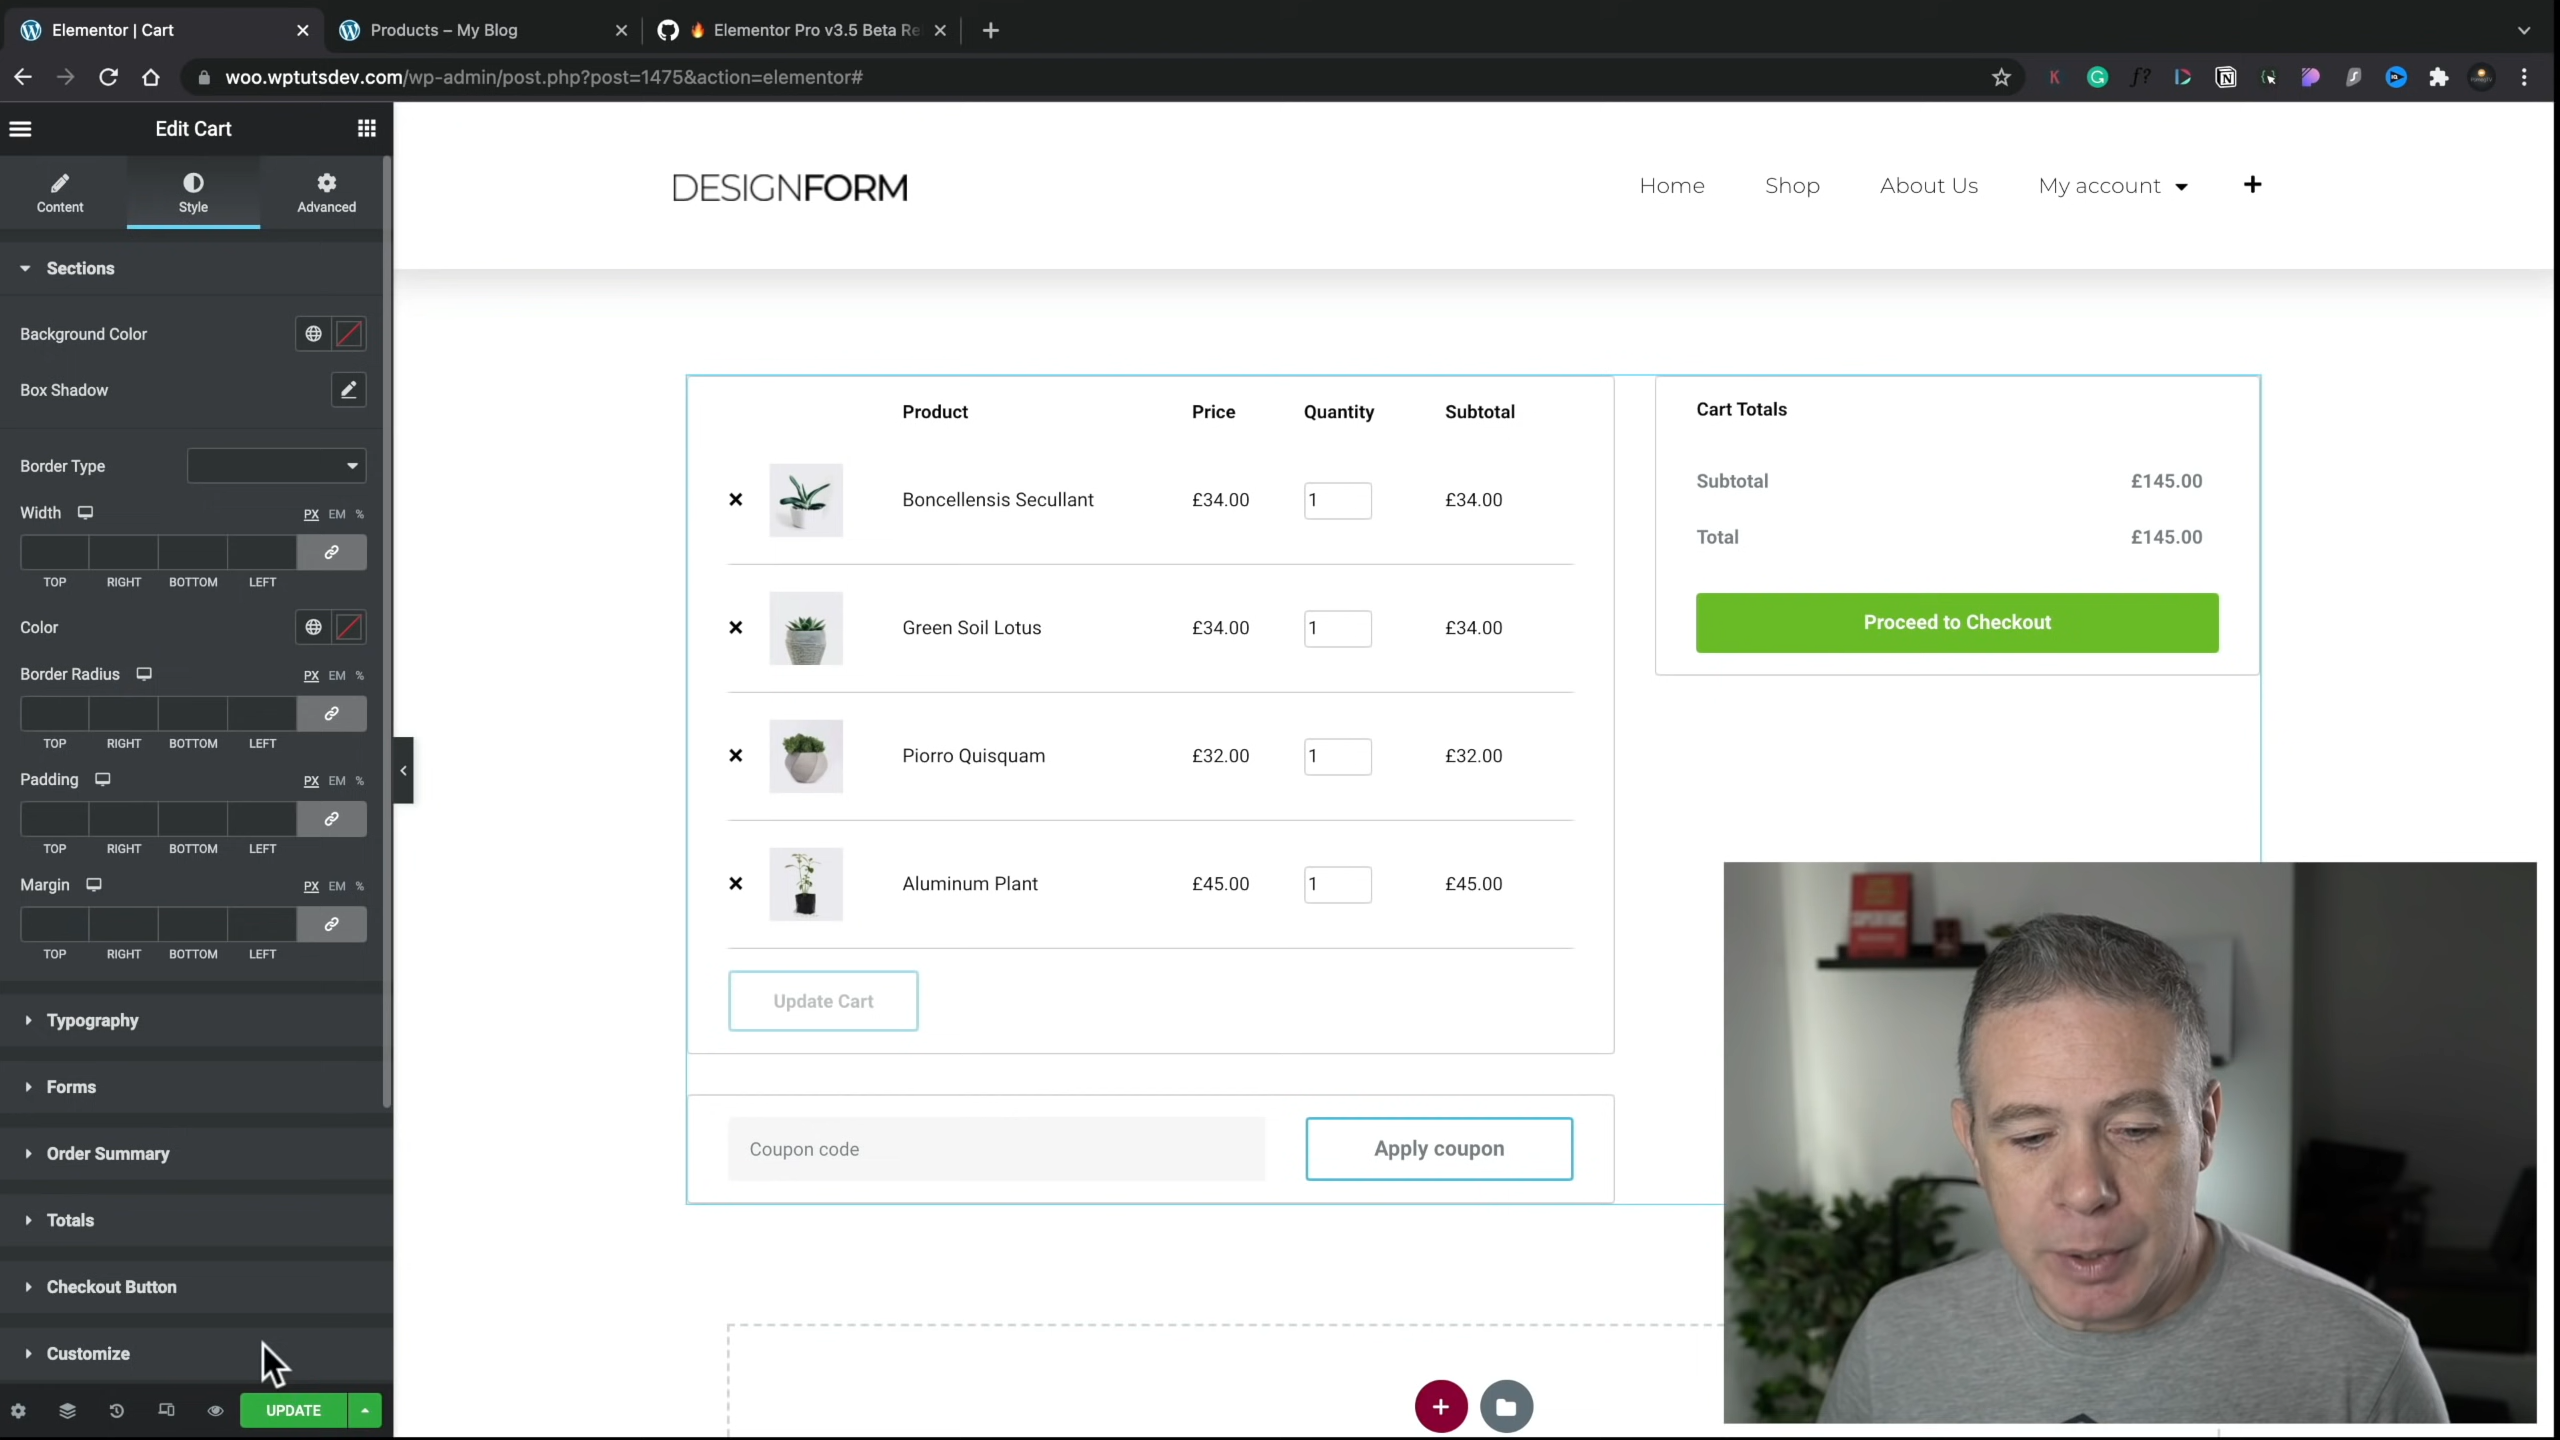 Elementor | Cart
Products – My Blog
🔥 Elementor Pro v3.5 Beta Re
woo.wptutsdev.com/wp-admin/post.php?post=1475&action=elementor#
Edit Cart
Content
Style
Advanced
Sections
Background Color
Box Shadow
Border Type
Width
PX EM %
TOP RIGHT BOTTOM LEFT
Color
Border Radius
PX EM %
TOP RIGHT BOTTOM LEFT
Padding
PX EM %
TOP RIGHT BOTTOM LEFT
Margin
PX EM %
TOP RIGHT BOTTOM LEFT
Typography
Forms
Order Summary
Totals
Checkout Button
Customize
UPDATE
DESIGNFORM
Home Shop About Us My account
Product Price Quantity Subtotal
Boncellensis Secullant £34.00 1 £34.00
Green Soil Lotus £34.00 1 £34.00
Piorro Quisquam £32.00 1 £32.00
Aluminum Plant £45.00 1 £45.00
Update Cart
Coupon code
Apply coupon
Cart Totals
Subtotal £145.00
Total £145.00
Proceed to Checkout